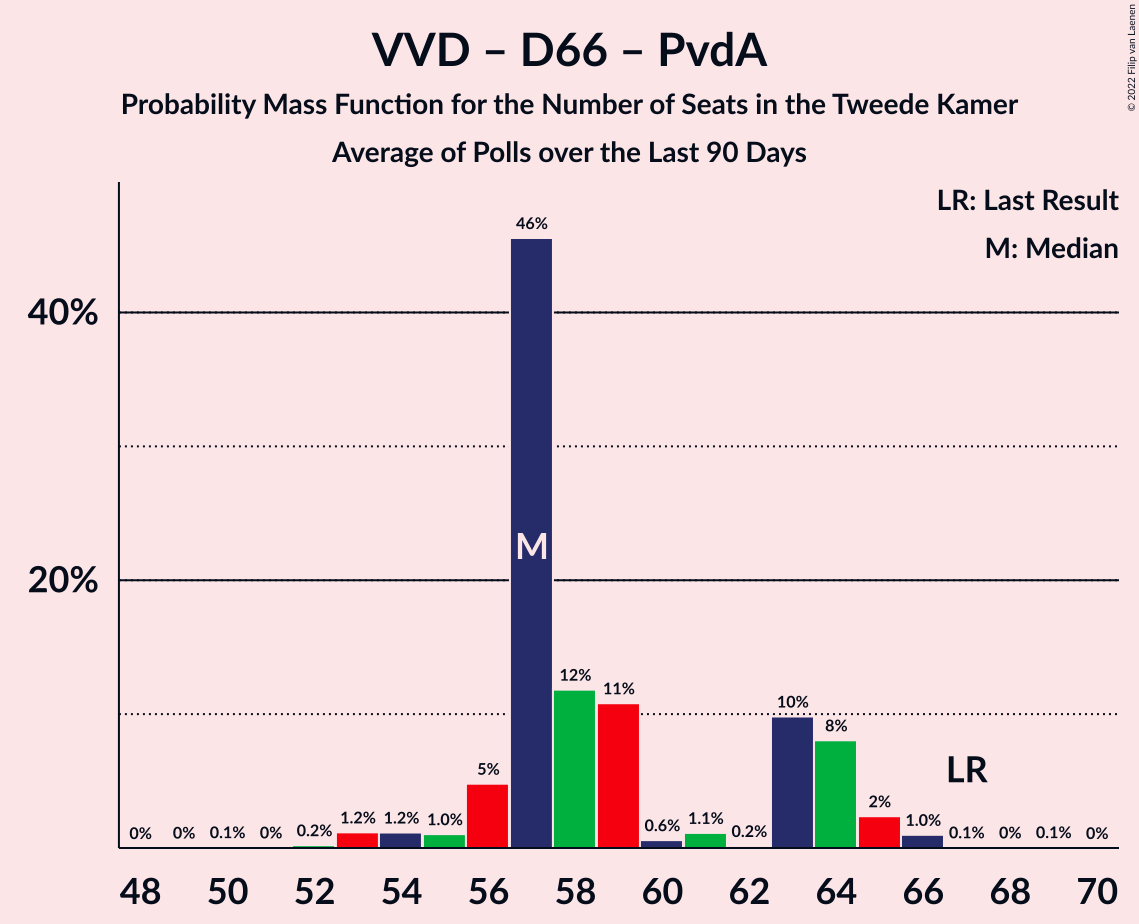 VVD – D66 – PvdA
Probability Mass Function for the Number of Seats in the Tweede Kamer
Average of Polls over the Last 90 Days
© 2022 Filip van Laenen
LR: Last Result
M: Median
40%
20%
0% 0% 0.1% 0% 0.2% 1.2% 1.2% 1.0% 5% 46% 12% 11% 0.6% 1.1% 0.2% 10% 8% 2% 1.0% 0.1% 0% 0.1% 0%
M
LR
48 50 52 54 56 58 60 62 64 66 68 70